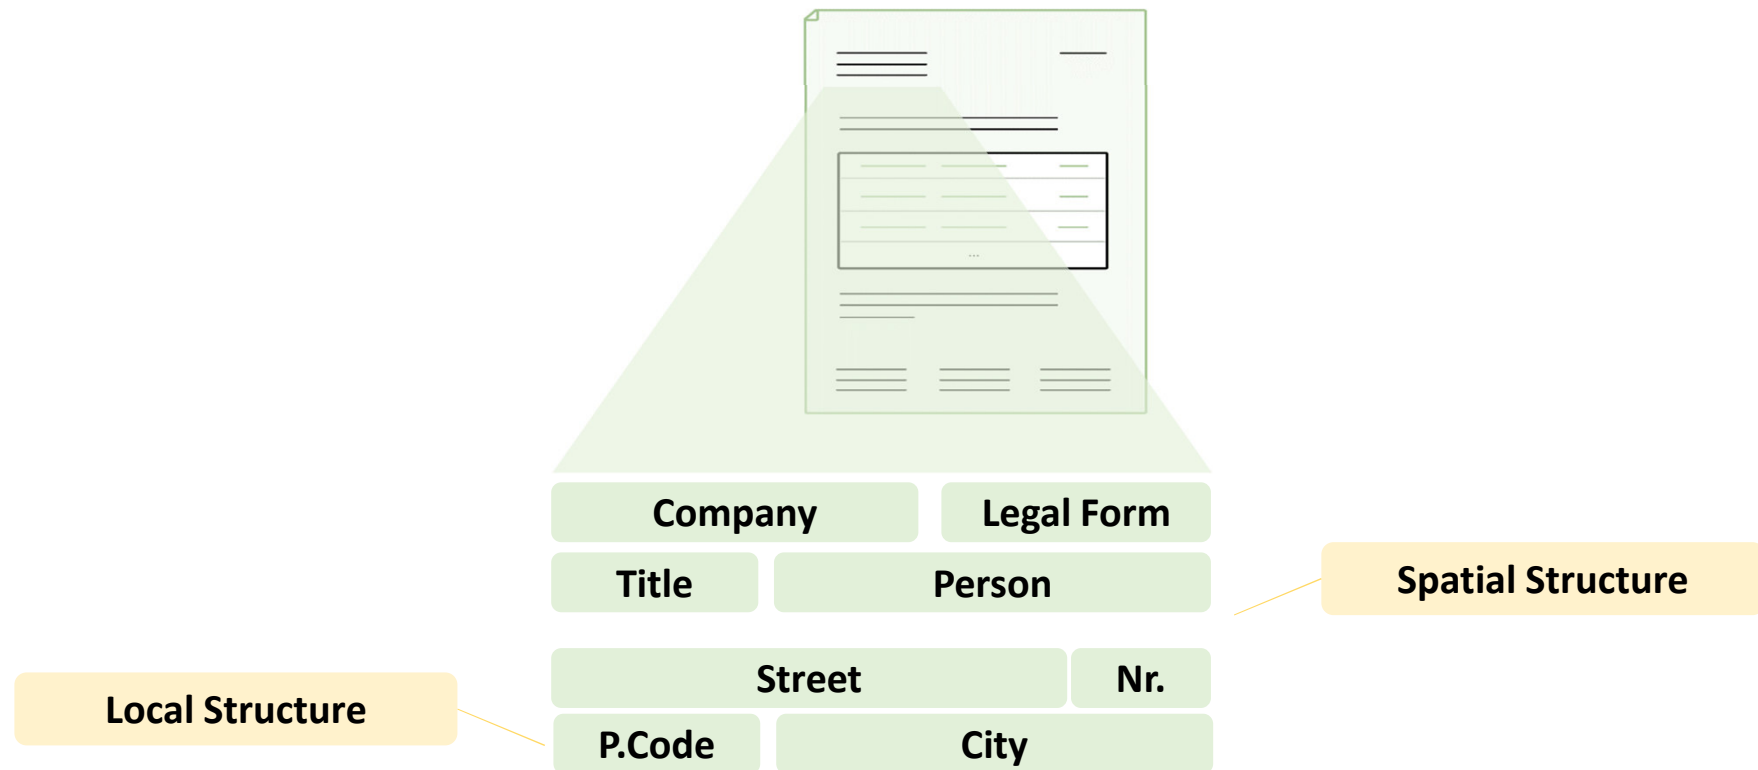 ...
Company Legal Form
Title Person
Spatial Structure
Street Nr.
Local Structure
P.Code City